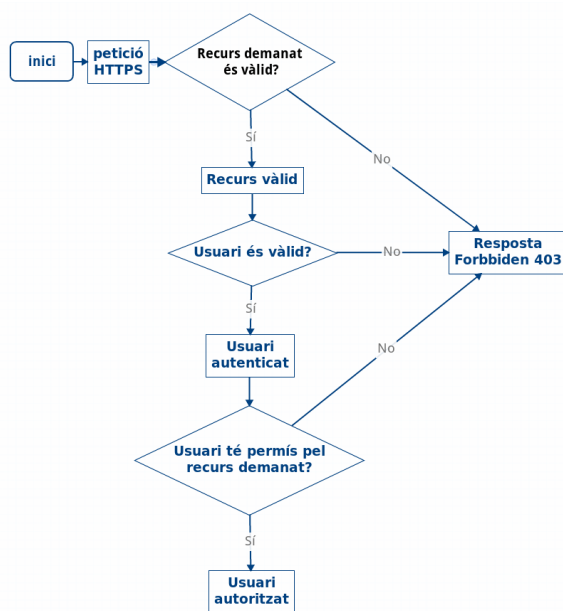 inici
petició
HTTPS
Recurs demanat
és vàlid?
Sí
No
Recurs vàlid
Usuari és vàlid?
No
Resposta
Forbbiden 403
Sí
Usuari
autenticat
No
Usuari té permís pel
recurs demanat?
Sí
Usuari
autoritzat